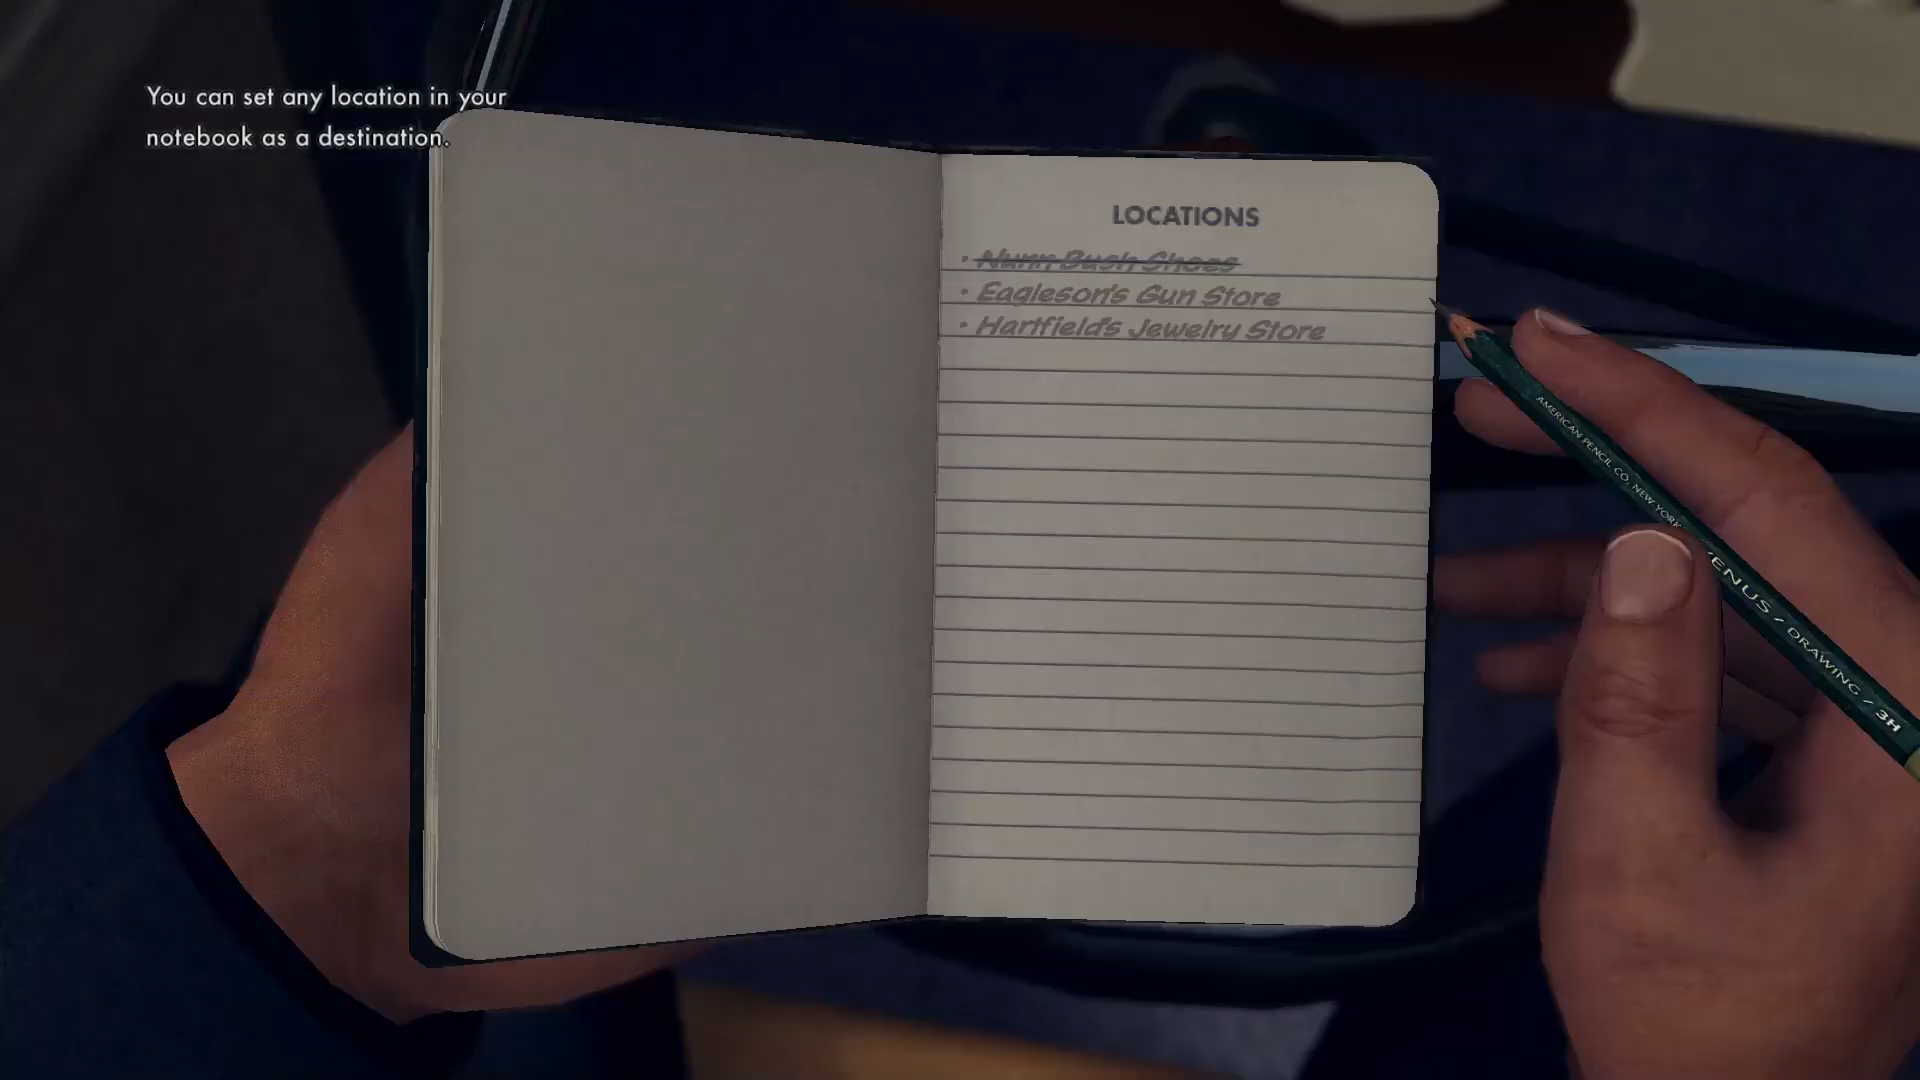 You can set any location in your
notebook as a destination.
LOCATIONS
• Nunn Bush Shoes
• Eagleson's Gun Store
• Hartfield's Jewelry Store
AMERICAN PENCIL CO. NEW YORK
VENUS / DRAWING / 3H